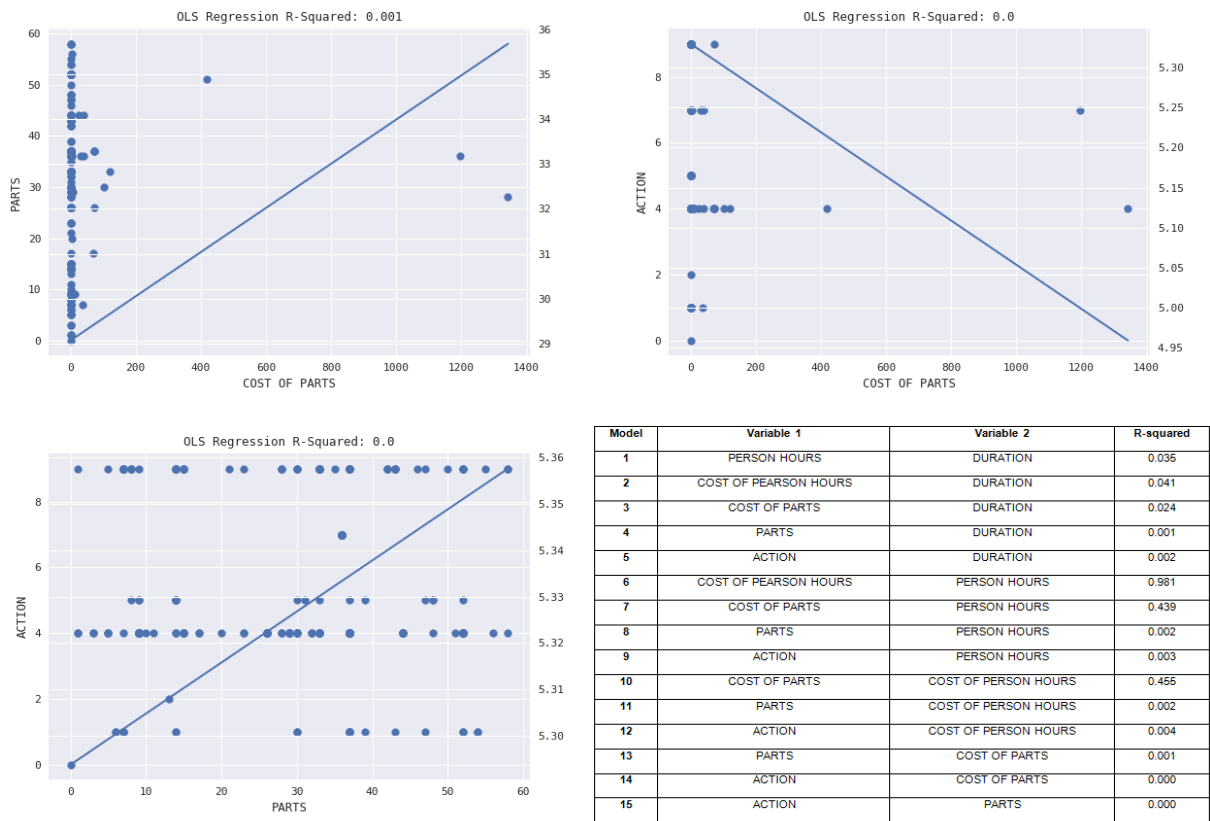 OLS Regression R-Squared: 0.001
60
50
40
30
20
10
0
PARTS
36
35
34
33
32
31
30
29
0 200 400 600 800 1000 1200 1400
COST OF PARTS
OLS Regression R-Squared: 0.0
8
6
4
2
0
ACTION
5.30
5.25
5.20
5.15
5.10
5.05
5.00
4.95
0 200 400 600 800 1000 1200 1400
COST OF PARTS
OLS Regression R-Squared: 0.0
8
6
4
2
0
ACTION
5.36
5.35
5.34
5.33
5.32
5.31
5.30
0 10 20 30 40 50 60
PARTS
Model Variable 1 Variable 2 R-squared
1 PERSON HOURS DURATION 0.035
2 COST OF PEARSON HOURS DURATION 0.041
3 COST OF PARTS DURATION 0.024
4 PARTS DURATION 0.001
5 ACTION DURATION 0.002
6 COST OF PEARSON HOURS PERSON HOURS 0.981
7 COST OF PARTS PERSON HOURS 0.439
8 PARTS PERSON HOURS 0.002
9 ACTION PERSON HOURS 0.003
10 COST OF PARTS COST OF PERSON HOURS 0.455
11 PARTS COST OF PERSON HOURS 0.002
12 ACTION COST OF PERSON HOURS 0.004
13 PARTS COST OF PARTS 0.001
14 ACTION COST OF PARTS 0.000
15 ACTION PARTS 0.000